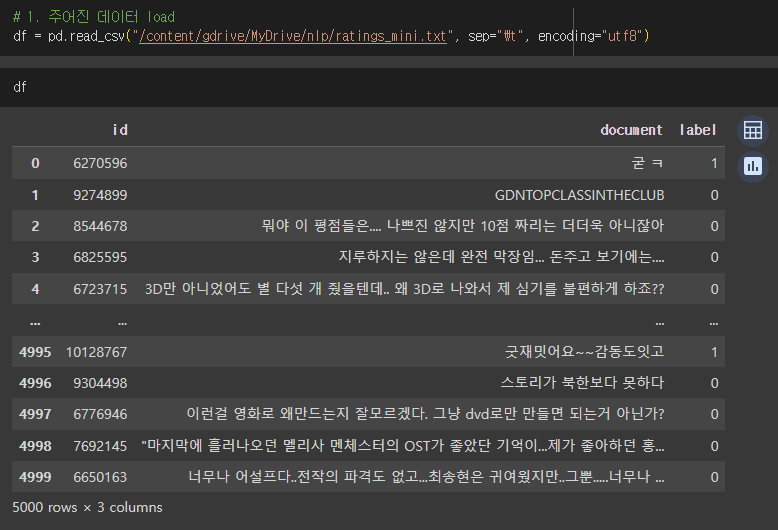 # 1. 주어진 데이터 load
df = pd.read_csv("/content/gdrive/MyDrive/nlp/ratings_mini.txt", sep="\t", encoding="utf8")
df
id document label
0 6270596 굳 ㅋ 1
1 9274899 GDNTOPCLASSINTHECLUB 0
2 8544678 뭐야 이 평점들은.... 나쁘진 않지만 10점 짜리는 더더욱 아니잖아 0
3 6825595 지루하지는 않은데 완전 막장임... 돈주고 보기에는.... 0
4 6723715 3D만 아니었어도 별 다섯 개 줬을텐데.. 왜 3D로 나와서 제 심기를 불편하게 하죠?? 0
... ... ... ...
4995 10128767 굿재밋어요~~감동도잇고 1
4996 9304498 스토리가 북한보다 못하다 0
4997 6776946 이런걸 영화로 왜만드는지 잘모르겠다. 그냥 dvd로만 만들면 되는거 아닌가? 0
4998 7692145 "마지막에 흘러나오던 멜리사 멘체스터의 OST가 좋았단 기억이...제가 좋아하던 홍... 0
4999 6650163 너무나 어설프다..전작의 파격도 없고...최송현은 귀여웠지만..그뿐.....너무나 ... 0
5000 rows × 3 columns